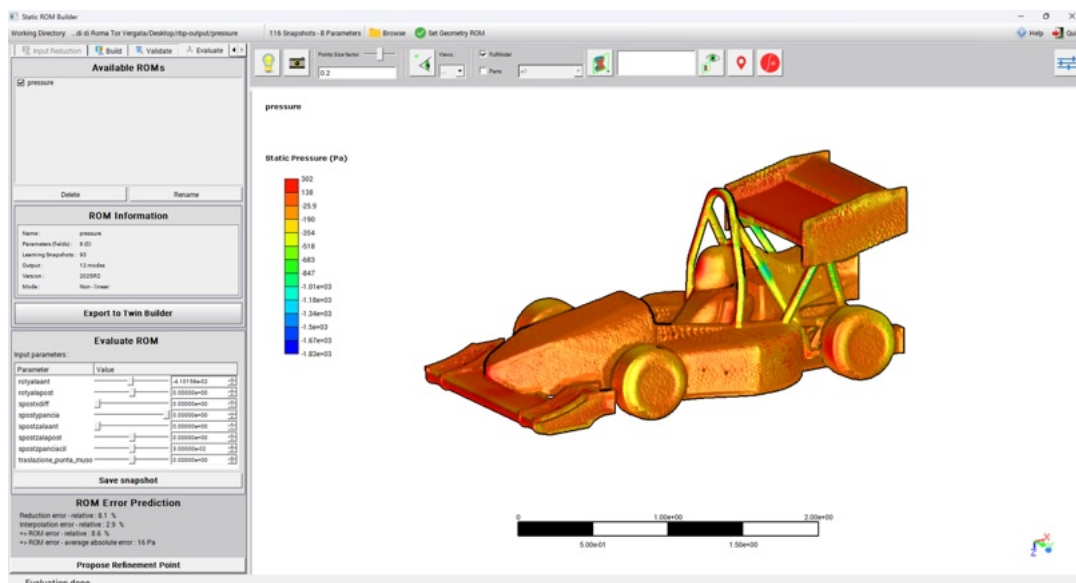 Static ROM Builder
Working Directory: ...di di Roma Tor Vergata/Desktop/rbp-output/pressure
116 Snapshots - 8 Parameters
Browse
Set Geometry ROM
Help
Quit
Input Reduction
Build
Validate
Evaluate
Available ROMs
pressure
Delete
Rename
ROM Information
Name : pressure
Parameters (fields) : 8 (0)
Learning Snapshots : 93
Output : 12 modes
Version : 2025R2
Mode : Non-linear
Export to Twin Builder
Evaluate ROM
Input parameters :
Parameter Value
rotyalaant -4.10156e-02
rotyalapost 0.00000e+00
spostxdiff 0.00000e+00
spostypancia 0.00000e+00
spostzalaant 0.00000e+00
spostzalapost 0.00000e+00
spostzpanciacil 5.00000e-02
traslazione_punta_muso 0.00000e+00
Save snapshot
ROM Error Prediction
Reduction error - relative : 8.1 %
Interpolation error - relative : 2.9 %
=> ROM error - relative : 8.6 %
=> ROM error - average absolute error : 16 Pa
Propose Refinement Point
Evaluation done
Points Size factor:
0.2
Views :
...
FullModel
Parts
pressure
Static Pressure (Pa)
302
138
-25.9
-190
-354
-518
-683
-847
-1.01e+03
-1.18e+03
-1.34e+03
-1.5e+03
-1.67e+03
-1.83e+03
0 1.00e+00 2.00e+00
5.00e-01 1.50e+00
X
Y
Z